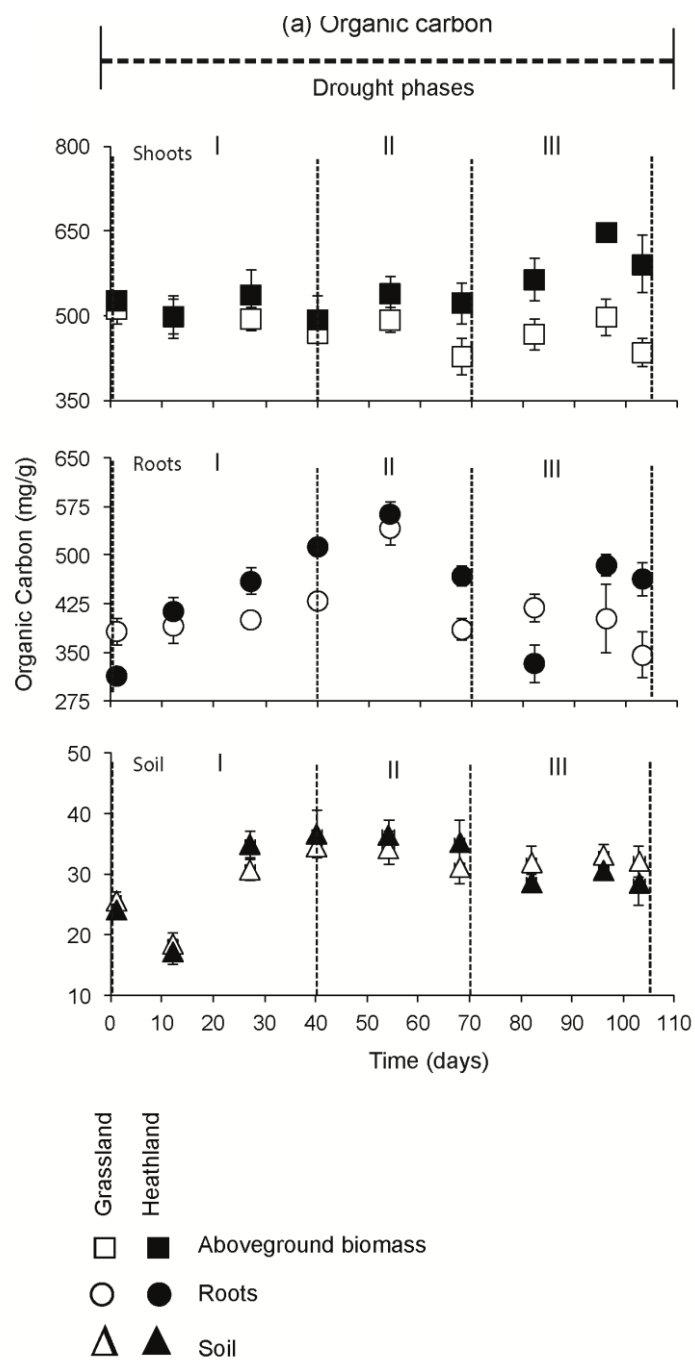 (a) Organic carbon
Drought phases
800
Shoots
I
II
III
650
500
350
Organic Carbon (mg/g)
650
Roots
I
II
III
575
500
425
350
275
50
Soil
I
II
III
40
30
20
10
0 10 20 30 40 50 60 70 80 90 100 110
Time (days)
Grassland
Heathland
Aboveground biomass
Roots
Soil